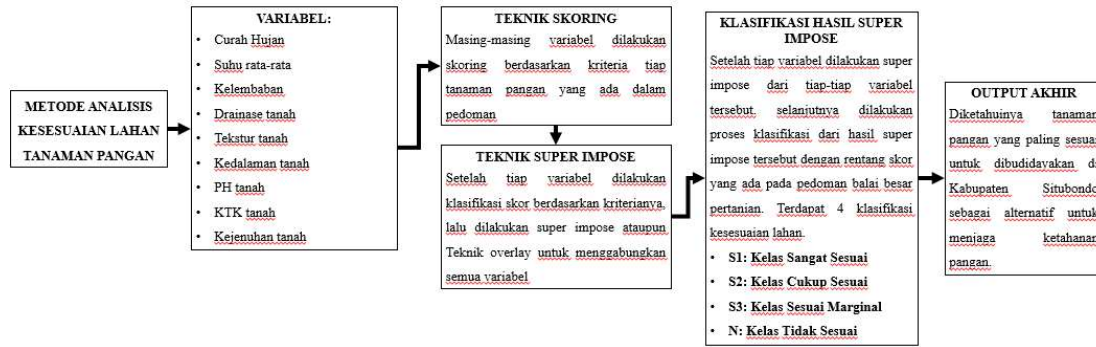 METODE ANALISIS
KESESUAIAN LAHAN
TANAMAN PANGAN
VARIABEL:
• Curah Hujan
• Suhu rata-rata
• Kelembaban
• Drainase tanah
• Tekstur tanah
• Kedalaman tanah
• PH tanah
• KTK tanah
• Kejenuhan tanah
TEKNIK SKORING
Masing-masing variabel dilakukan
skoring berdasarkan kriteria tiap
tanaman pangan yang ada dalam
pedoman
TEKNIK SUPER IMPOSE
Setelah tiap variabel dilakukan
klasifikasi skor berdasarkan kriterianya,
lalu dilakukan super impose ataupun
Teknik overlay untuk menggabungkan
semua variabel
KLASIFIKASI HASIL SUPER
IMPOSE
Setelah tiap variabel dilakukan super
impose dari tiap-tiap variabel
tersebut selanjutnya dilakukan
proses klasifikasi dari hasil super
impose tersebut dengan rentang skor
yang ada pada pedoman balai besar
pertanian. Terdapat 4 klasifikasi
kesesuaian lahan.
• S1: Kelas Sangat Sesuai
• S2: Kelas Cukup Sesuai
• S3: Kelas Sesuai Marginal
• N: Kelas Tidak Sesuai
OUTPUT AKHIR
Diketahuinya tanaman
pangan yang paling sesuai
untuk dibudidayakan di
Kabupaten Situbondo
sebagai alternatif untuk
menjaga ketahanan
pangan.